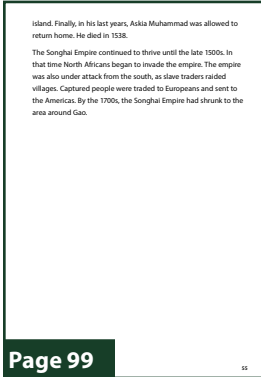 island. Finally, in his last years, Askia Muhammad was allowed to
return home. He died in 1538.
The Songhai Empire continued to thrive until the late 1500s. In
that time North Africans began to invade the empire. The empire
was also under attack from the south, as slave traders raided
villages. Captured people were traded to Europeans and sent to
the Americas. By the 1700s, the Songhai Empire had shrunk to the
area around Gao.
Page 99
55